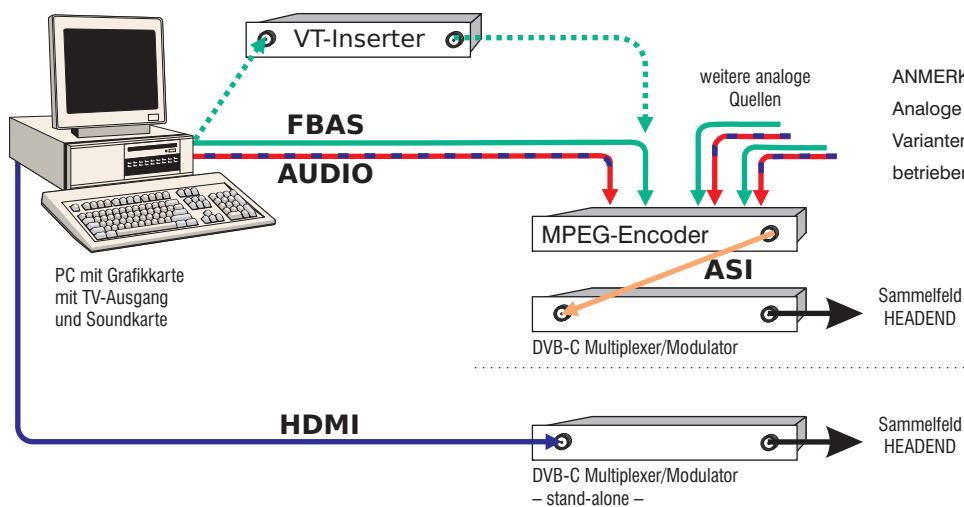 VT-Inserter
weitere analoge
Quellen
Analoge
FBAS
AUDIO
MPEG-Encoder
ASI
PC mit Grafikkarte
mit TV-Ausgang
und Soundkarte
Sammelfeld
HEADEND
DVB-C Multiplexer/Modulator
HDMI
Sammelfeld
HEADEND
DVB-C Multiplexer/Modulator
– stand-alone –